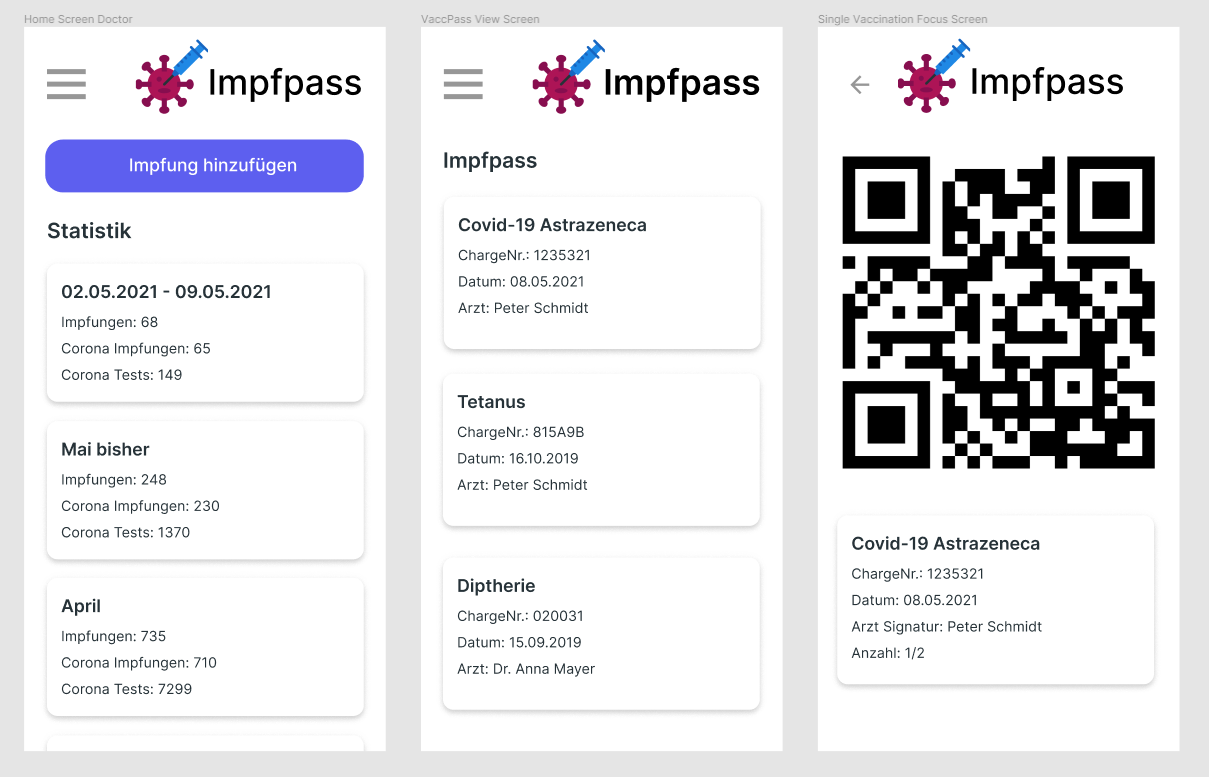 Home Screen Doctor
Impfpass
Impfung hinzufügen
Statistik
02.05.2021 - 09.05.2021
Impfungen: 68
Corona Impfungen: 65
Corona Tests: 149
Mai bisher
Impfungen: 248
Corona Impfungen: 230
Corona Tests: 1370
April
Impfungen: 735
Corona Impfungen: 710
Corona Tests: 7299
VaccPass View Screen
Impfpass
Impfpass
Covid-19 Astrazeneca
ChargeNr.: 1235321
Datum: 08.05.2021
Arzt: Peter Schmidt
Tetanus
ChargeNr.: 815A9B
Datum: 16.10.2019
Arzt: Peter Schmidt
Diptherie
ChargeNr.: 020031
Datum: 15.09.2019
Arzt: Dr. Anna Mayer
Single Vaccination Focus Screen
Impfpass
Covid-19 Astrazeneca
ChargeNr.: 1235321
Datum: 08.05.2021
Arzt Signatur: Peter Schmidt
Anzahl: 1/2